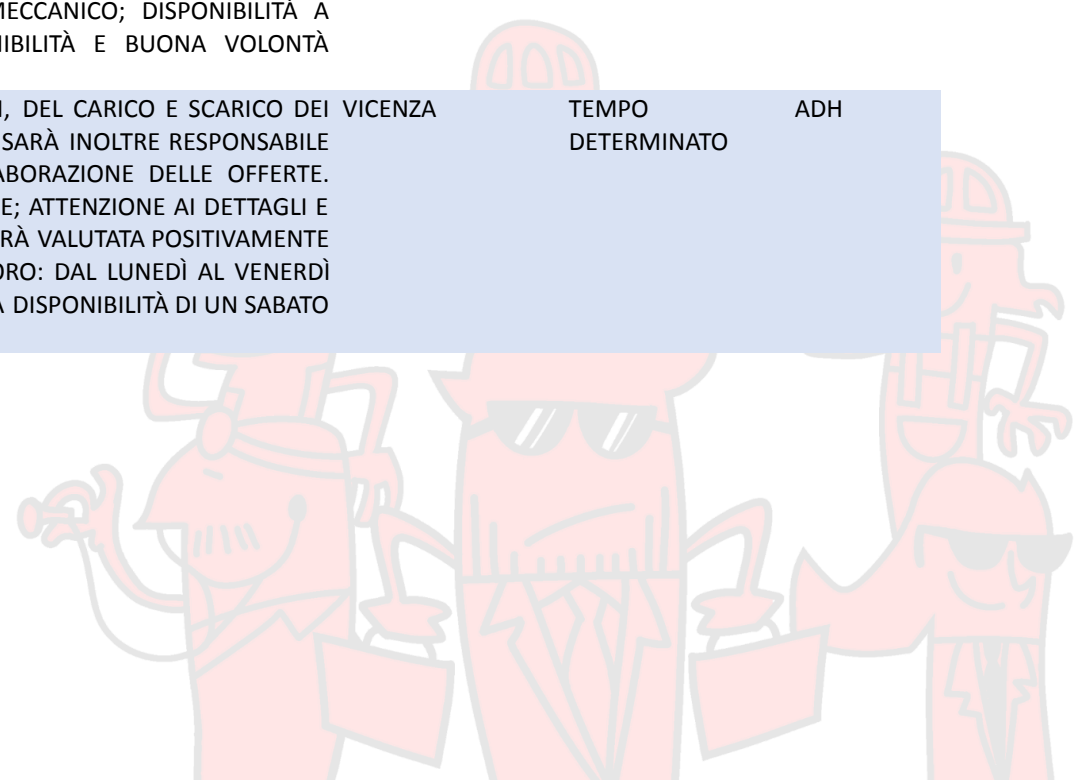 MECCANICO; DISPONIBILITÀ A
NIBILITÀ E BUONA VOLONTÀ
I, DEL CARICO E SCARICO DEI VICENZA TEMPO ADH
SARÀ INOLTRE RESPONSABILE DETERMINATO
ABORAZIONE DELLE OFFERTE.
E; ATTENZIONE AI DETTAGLI E
RÀ VALUTATA POSITIVAMENTE
ORO: DAL LUNEDÌ AL VENERDÌ
A DISPONIBILITÀ DI UN SABATO